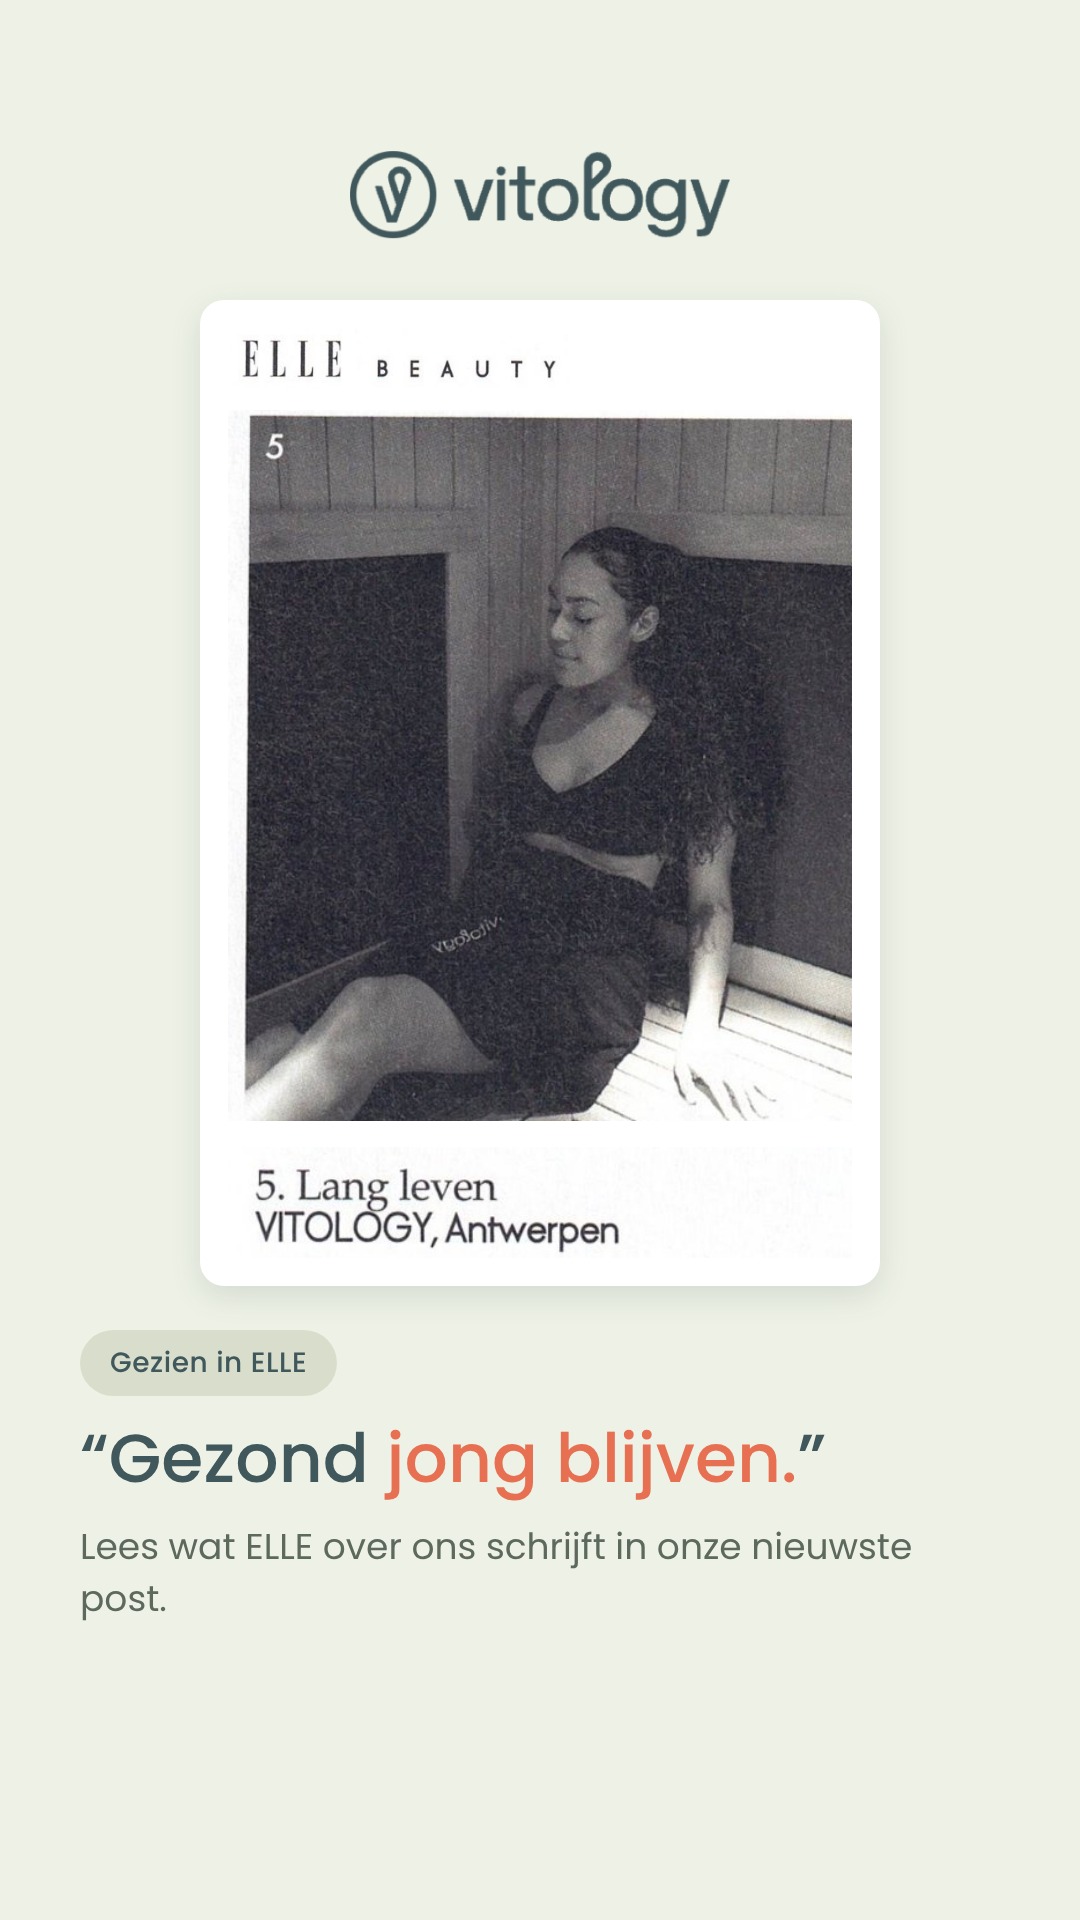 vitology
ELLE BEAUTY
5
vitology
5. Lang leven
VITOLOGY, Antwerpen
Gezien in ELLE
“Gezond jong blijven.”
Lees wat ELLE over ons schrijft in onze nieuwste
post.